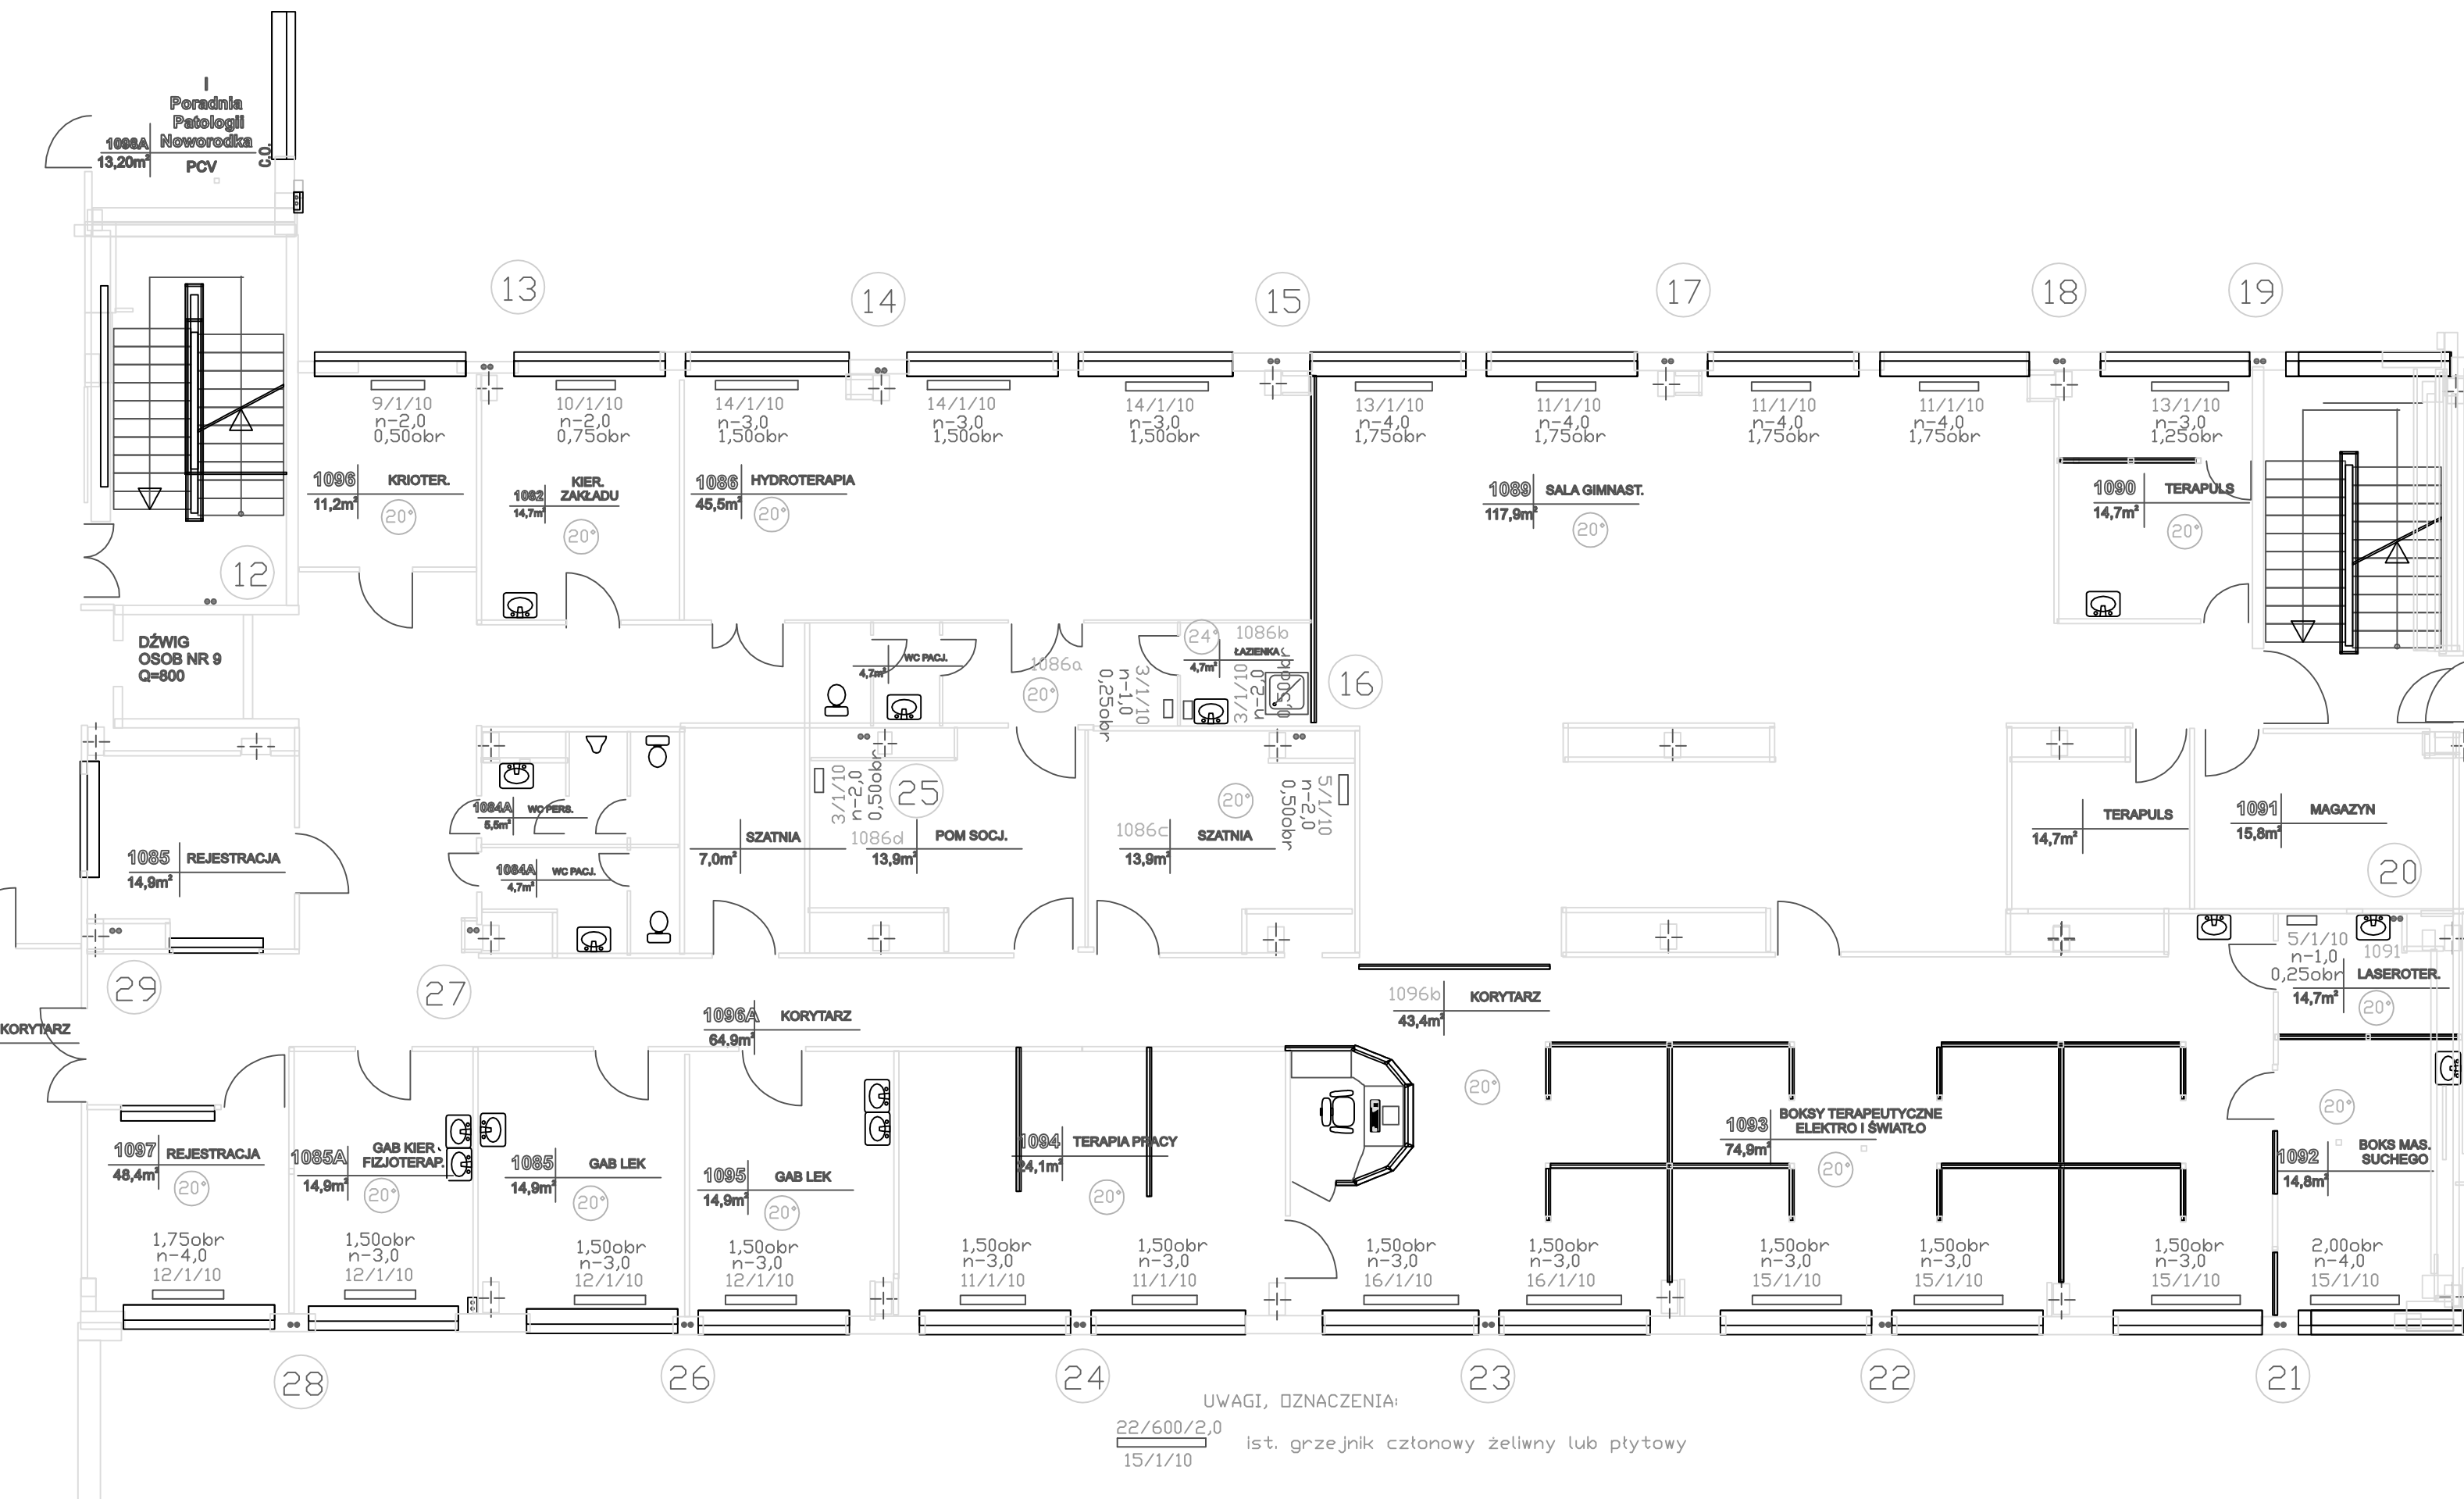 I
Poradnia
Patologii
Noworodka
1098A
13,20m²
PCV
C.O.
13
14
15
17
18
19
9/1/10
n-2,0
0,50obr
10/1/10
n-2,0
0,75obr
14/1/10
n-3,0
1,50obr
14/1/10
n-3,0
1,50obr
14/1/10
n-3,0
1,50obr
13/1/10
n-4,0
1,75obr
11/1/10
n-4,0
1,75obr
11/1/10
n-4,0
1,75obr
11/1/10
n-4,0
1,75obr
13/1/10
n-3,0
1,25obr
1096 KRIOTER.
11,2m²
20°
KIER.
1082 ZAKŁADU
14,7m²
20°
1086 HYDROTERAPIA
45,5m²
20°
1089 SALA GIMNAST.
117,9m²
20°
1090 TERAPULS
14,7m²
20°
12
DŹWIG
OSOB NR 9
Q=800
WC PACJ.
4,7m²
1086a
20°
3/1/10
n-1,0
0,25obr
24°
1086b
ŁAZIENKA
4,7m²
3/1/10
n-2,0
0,50obr
16
1084A WC PERS.
5,5m²
1084A WC PACJ.
4,7m²
3/1/10
n-2,0
0,50obr
25
SZATNIA
7,0m²
1086d POM SOCJ.
13,9m²
20°
5/1/10
n-2,0
0,50obr
1086c SZATNIA
13,9m²
TERAPULS
14,7m²
1091 MAGAZYN
15,8m²
20
1085 REJESTRACJA
14,9m²
29
27
5/1/10
n-1,0
0,25obr
1091
LASEROTER.
14,7m²
20°
KORYTARZ
1096A KORYTARZ
64.9m²
1096b KORYTARZ
43,4m²
20°
1097 REJESTRACJA
48,4m²
20°
1085A GAB KIER.
FIZJOTERAP.
14,9m²
20°
1085 GAB LEK
14,9m²
20°
1095 GAB LEK
14,9m²
20°
1094 TERAPIA PRACY
24,1m²
20°
1093 BOKSY TERAPEUTYCZNE
ELEKTRO I ŚWIATŁO
74,9m²
20°
20°
1092 BOKS MAS.
SUCHEGO
14,8m²
1,75obr
n-4,0
12/1/10
1,50obr
n-3,0
12/1/10
1,50obr
n-3,0
12/1/10
1,50obr
n-3,0
12/1/10
1,50obr
n-3,0
11/1/10
1,50obr
n-3,0
11/1/10
1,50obr
n-3,0
16/1/10
1,50obr
n-3,0
16/1/10
1,50obr
n-3,0
15/1/10
1,50obr
n-3,0
15/1/10
1,50obr
n-3,0
15/1/10
2,00obr
n-4,0
15/1/10
28
26
24
23
22
21
UWAGI, OZNACZENIA:
22/600/2,0
ist. grzejnik członowy żeliwny lub płytowy
15/1/10